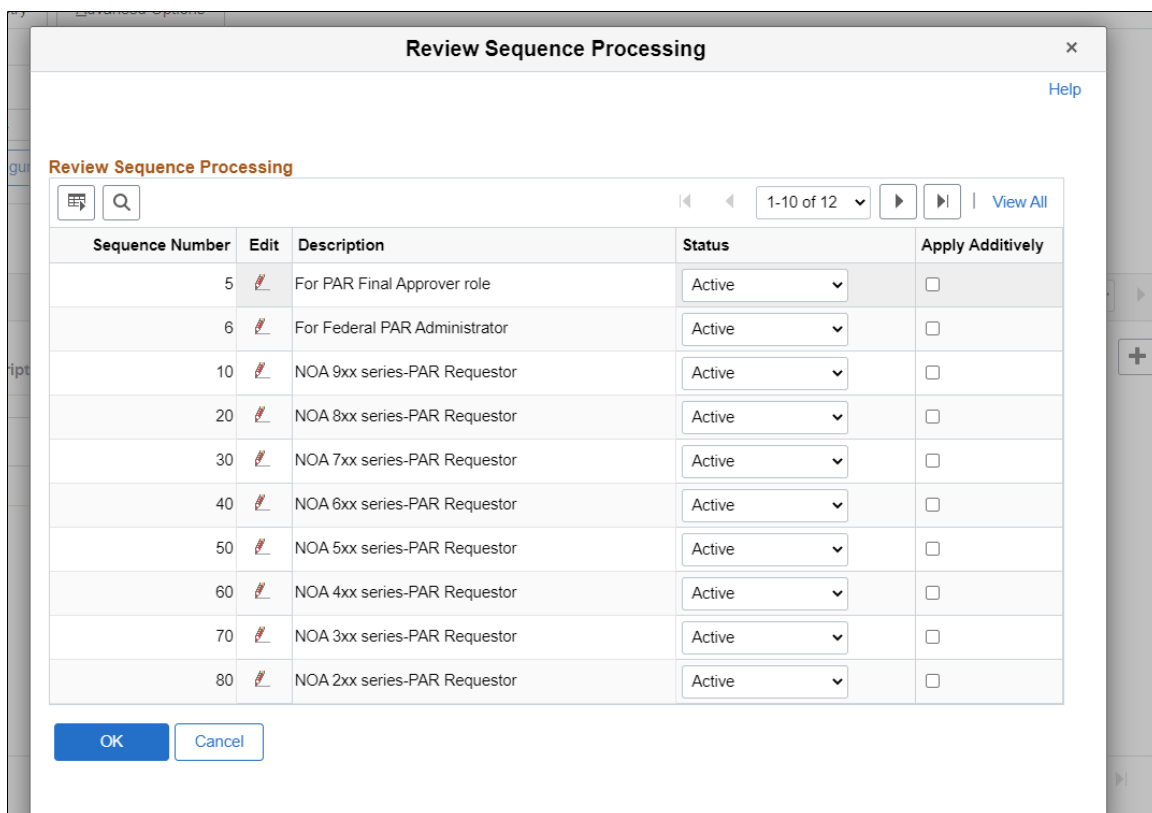 Advanced Options
Review Sequence Processing
×
Help
Review Sequence Processing
1-10 of 12
View All
Sequence Number Edit Description Status Apply Additively
5 For PAR Final Approver role Active
6 For Federal PAR Administrator Active
10 NOA 9xx series-PAR Requestor Active
20 NOA 8xx series-PAR Requestor Active
30 NOA 7xx series-PAR Requestor Active
40 NOA 6xx series-PAR Requestor Active
50 NOA 5xx series-PAR Requestor Active
60 NOA 4xx series-PAR Requestor Active
70 NOA 3xx series-PAR Requestor Active
80 NOA 2xx series-PAR Requestor Active
OK Cancel